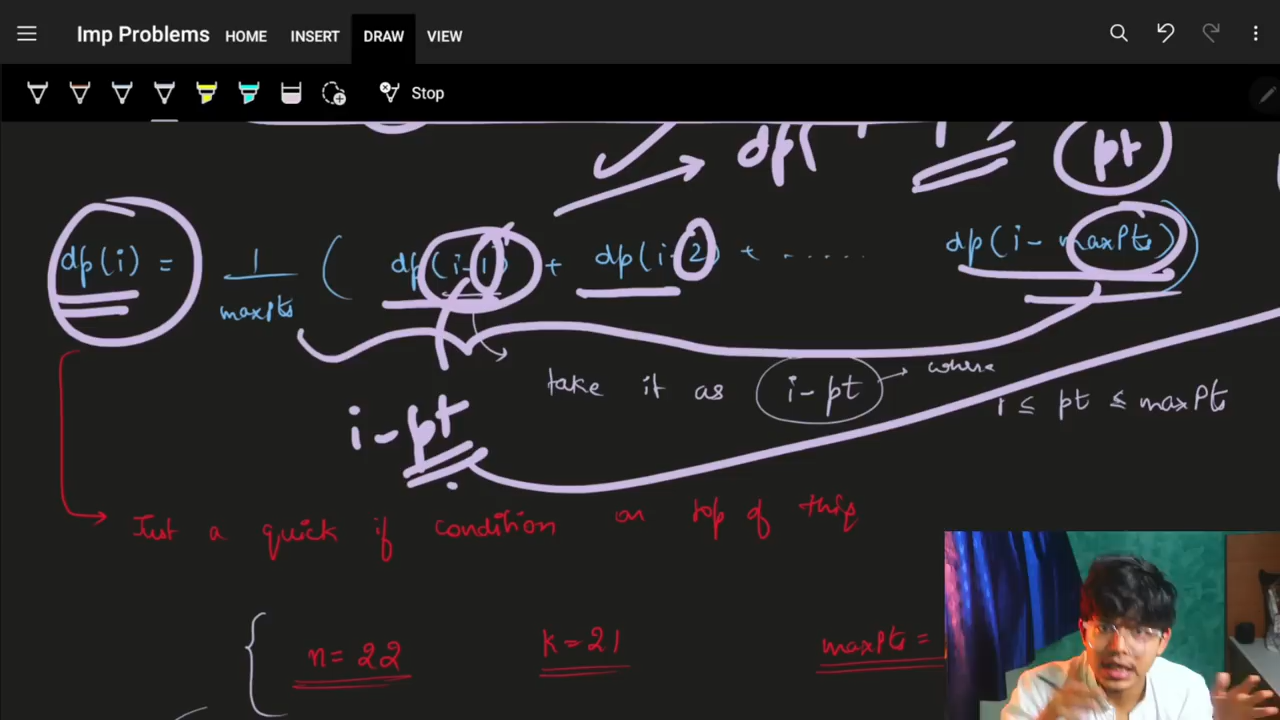 Imp Problems HOME INSERT DRAW VIEW
Stop
dp(
pt
dp(i) = 1/maxPts ( dp(i-1) + dp(i-2) + ...... dp(i-maxPts))
take it as i-pt where
1 ≤ pt ≤ maxPts
i-pt
Just a quick if condition on top of this
n=22 k=21 maxPts =